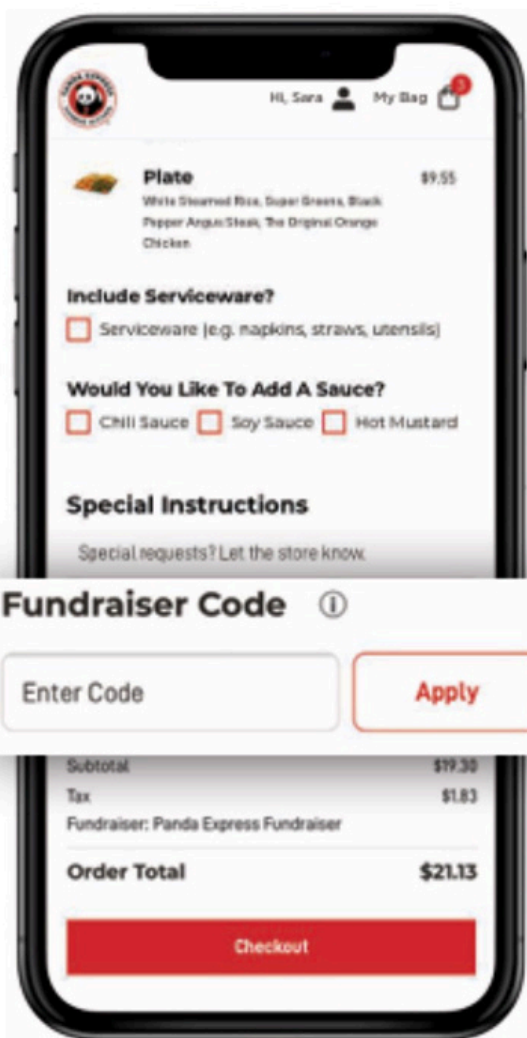 PANDA EXPRESS
Hi, Sara My Bag 3
Plate $9.55
White Steamed Rice, Super Greens, Black
Pepper Angus Steak, The Original Orange
Chicken
Include Serviceware?
Serviceware (e.g. napkins, straws, utensils)
Would You Like To Add A Sauce?
Chili Sauce Soy Sauce Hot Mustard
Special Instructions
Special requests? Let the store know.
Fundraiser Code
Enter Code Apply
Subtotal $19.30
Tax $1.83
Fundraiser: Panda Express Fundraiser
Order Total $21.13
Checkout